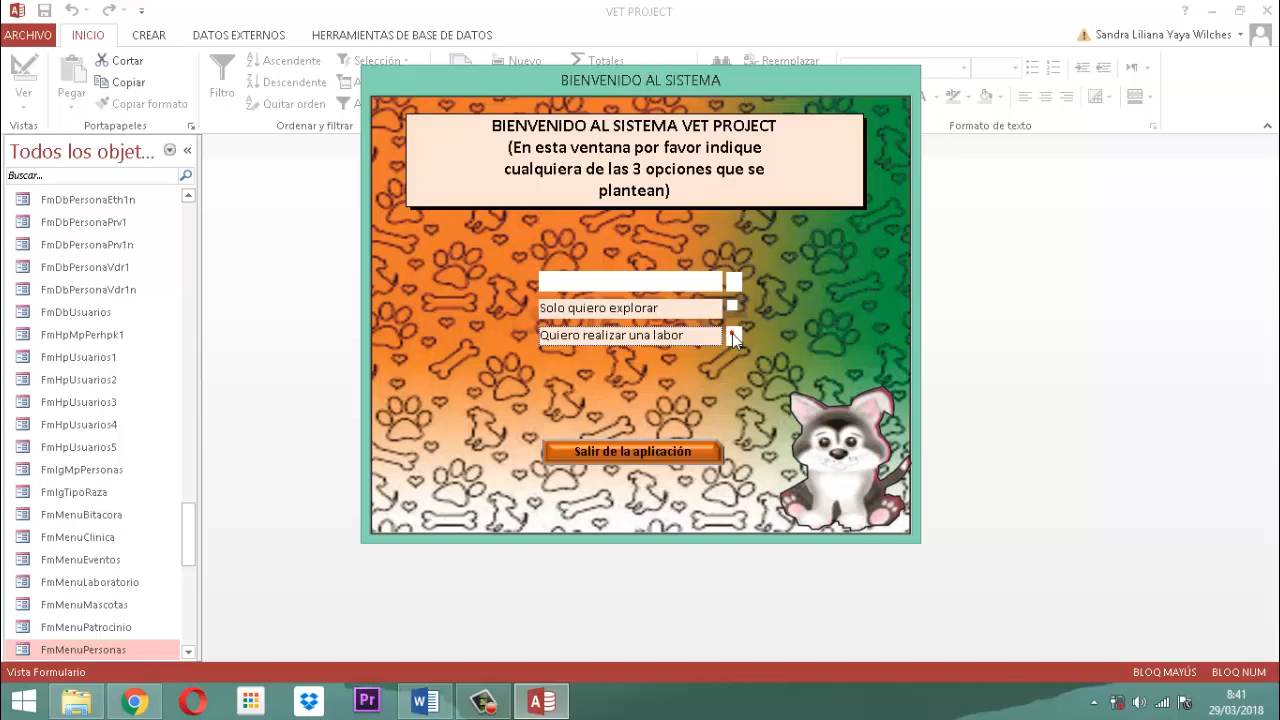 VET PROJECT
ARCHIVO INICIO CREAR DATOS EXTERNOS HERRAMIENTAS DE BASE DE DATOS
Sandra Liliana Yaya Wilches
Ver
Vistas
Pegar
Cortar
Copiar
Copiar formato
Portapapeles
Filtro
Ascendente
Descendente
Quitar
Ordenar y filtrar
Selección
Nuevo
Totales
Reemplazar
Formato de texto
Todos los objet...
Buscar...
FmDbPersonaEth1n
FmDbPersonaPrv1
FmDbPersonaPrv1n
FmDbPersonaVdr1
FmDbPersonaVdr1n
FmDbUsuarios
FmHpMpPerhpk1
FmHpUsuarios1
FmHpUsuarios2
FmHpUsuarios3
FmHpUsuarios4
FmHpUsuarios5
FmIgMpPersonas
FmIgTipoRaza
FmMenuBitacora
FmMenuClinica
FmMenuEventos
FmMenuLaboratorio
FmMenuMascotas
FmMenuPatrocinio
FmMenuPersonas
BIENVENIDO AL SISTEMA
BIENVENIDO AL SISTEMA VET PROJECT
(En esta ventana por favor indique
cualquiera de las 3 opciones que se
plantean)
Solo quiero explorar
Quiero realizar una labor
Salir de la aplicación
Vista Formulario
BLOQ MAYÚS BLOQ NUM
Pr
8:41
29/03/2018